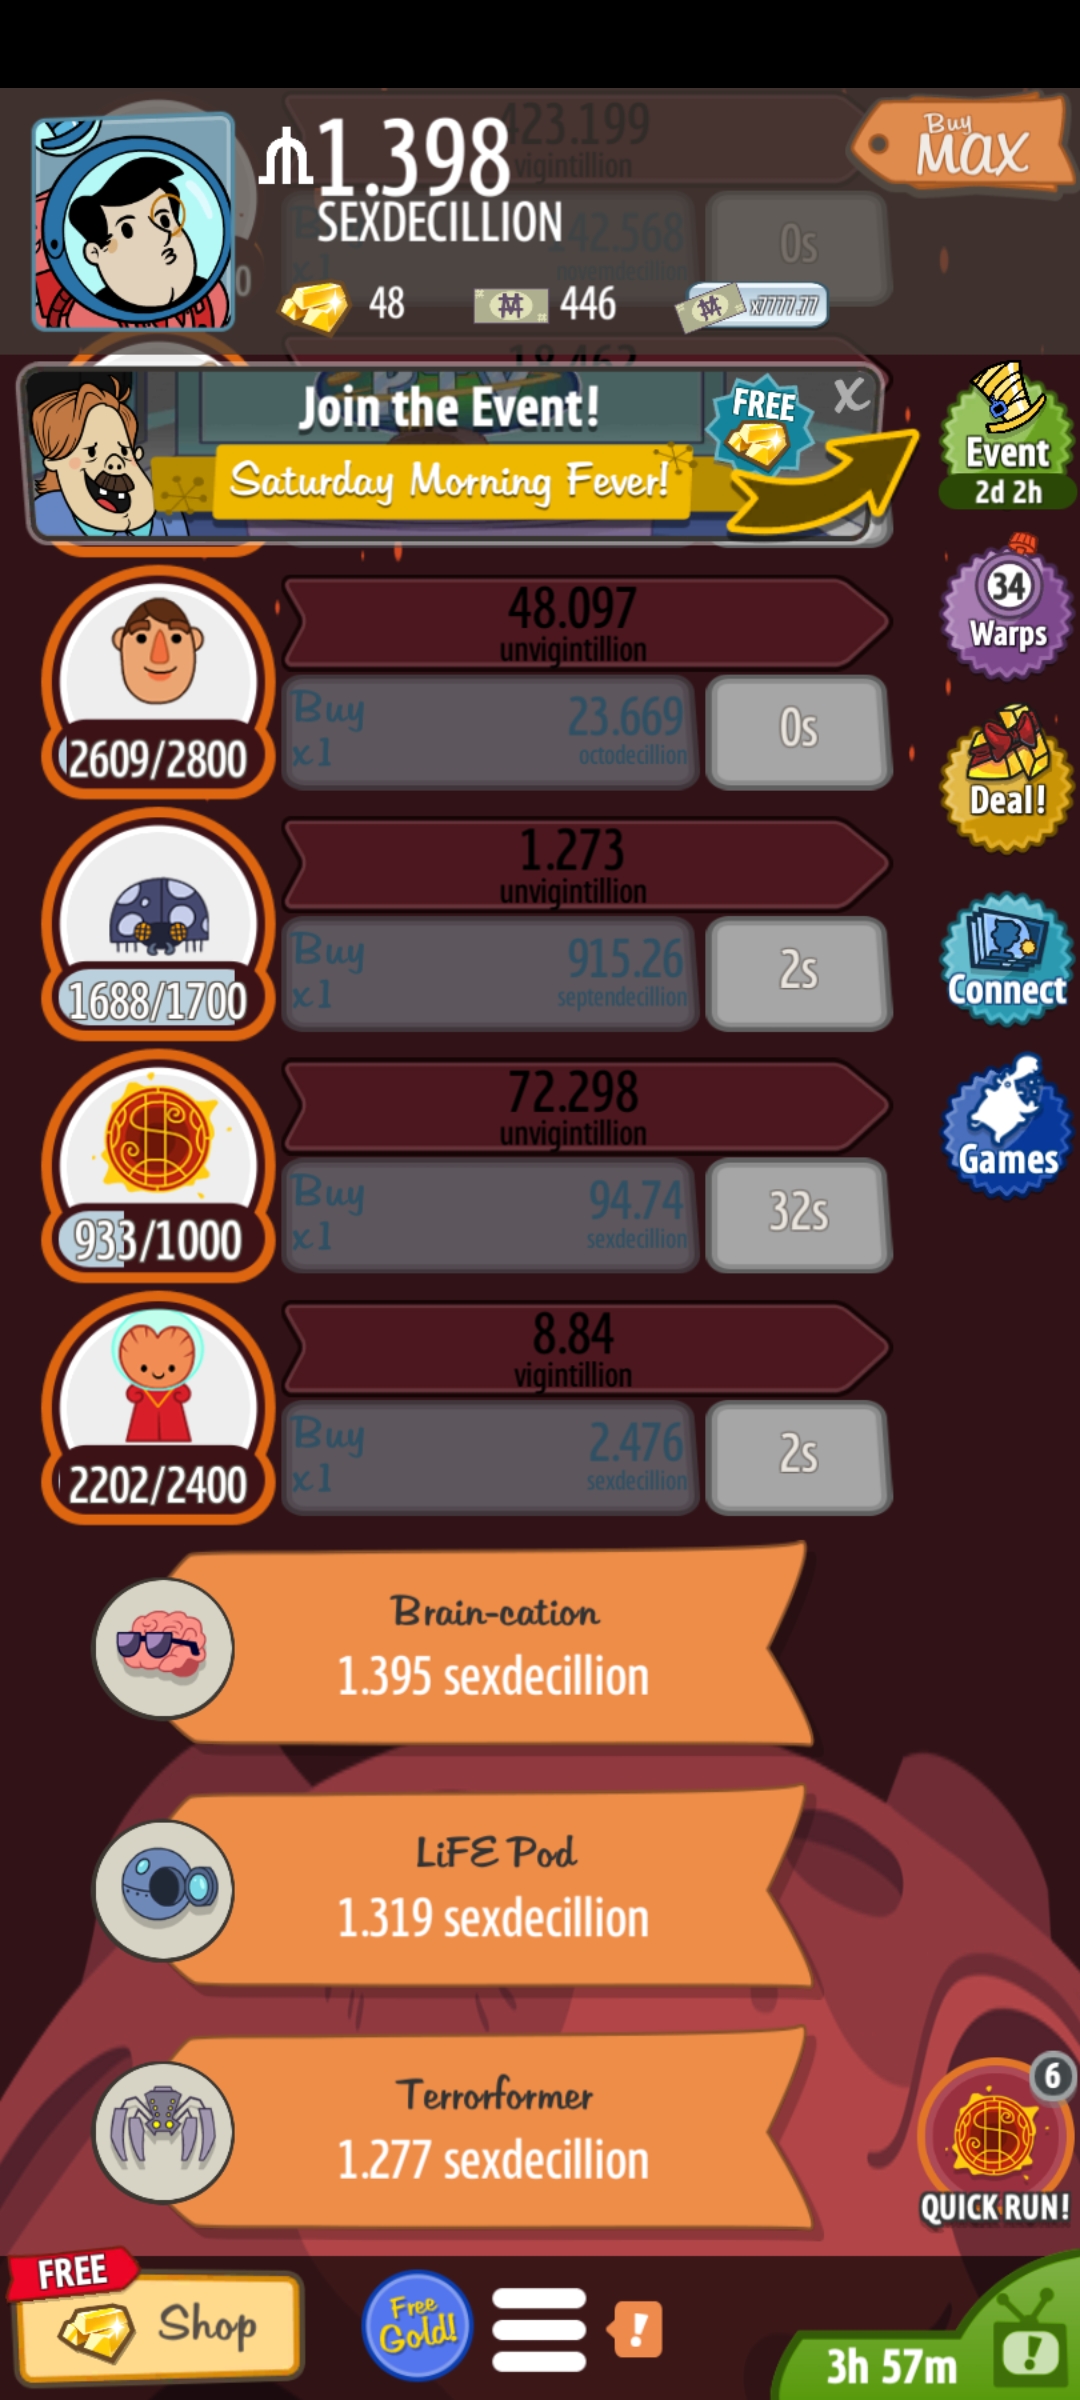 423.199
vigintillion
Buy
MAX
1.398
SEXDECILLION
x1
42.568
novemdecillion
0s
48
446
x7777.77
18.462
Join the Event!
FREE
X
Saturday Morning Fever!
Event
2d 2h
34
Warps
48.097
unvigintillion
Buy
x1
23.669
octodecillion
0s
2609/2800
Deal!
1.273
unvigintillion
Buy
x1
915.26
septendecillion
2s
1688/1700
Connect
72.298
unvigintillion
Buy
x1
94.74
sexdecillion
32s
933/1000
Games
8.84
vigintillion
Buy
x1
2.476
sexdecillion
2s
2202/2400
Brain-cation
1.395 sexdecillion
LiFE Pod
1.319 sexdecillion
Terrorformer
1.277 sexdecillion
6
QUICK RUN!
FREE
Shop
Free
Gold!
!
3h 57m
!